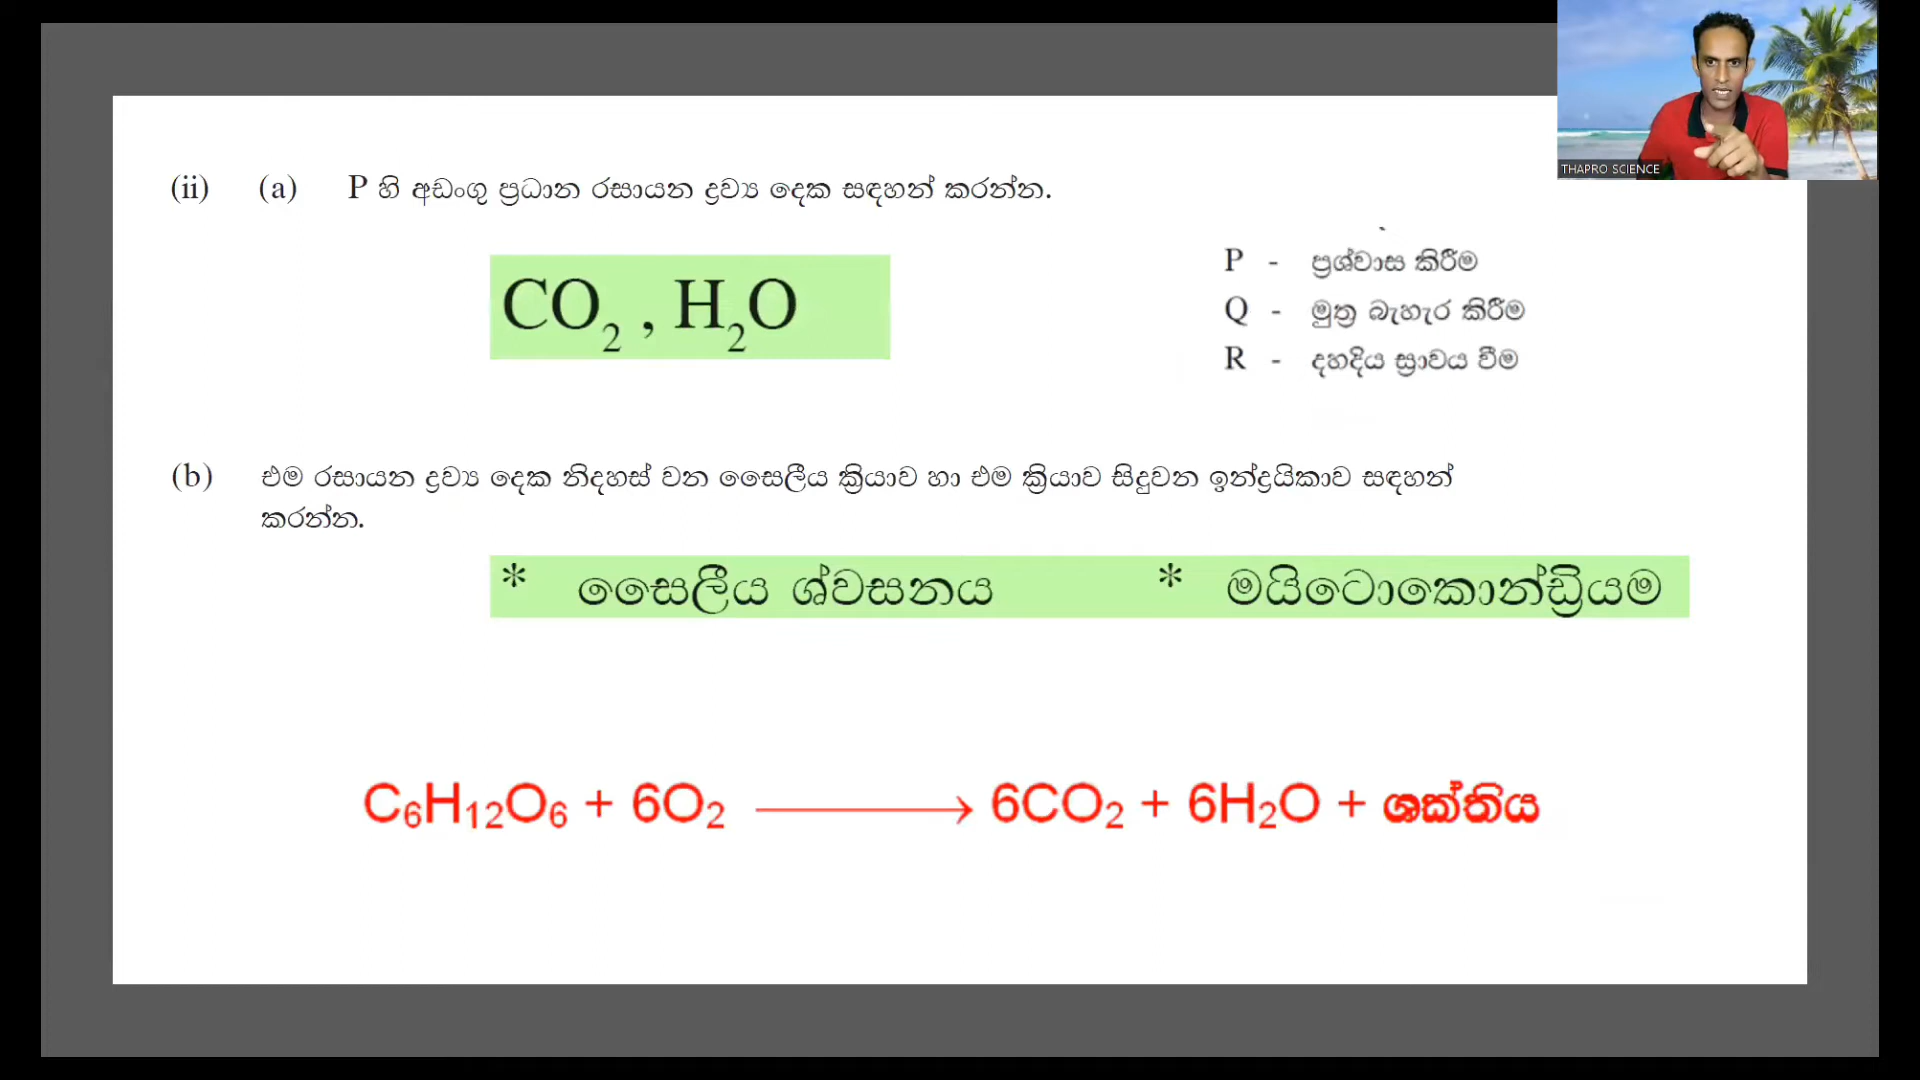 THAPRO SCIENCE
(ii) (a) P හි අඩංගු ප්‍රධාන රසායන ද්‍රව්‍ය දෙක සඳහන් කරන්න.
CO₂ , H₂O
P - ප්‍රශ්වාස කිරීම
Q - මුත්‍ර බැහැර කිරීම
R - දහදිය ස්‍රාවය වීම
(b) එම රසායන ද්‍රව්‍ය දෙක නිදහස් වන සෛලීය ක්‍රියාව හා එම ක්‍රියාව සිදුවන ඉන්ද්‍රයිකාව සඳහන්
කරන්න.
* සෛලීය ශ්වසනය * මයිටොකොන්ඩ්‍රියම
C₆H₁₂O₆ + 6O₂ ⟶ 6CO₂ + 6H₂O + ශක්තිය